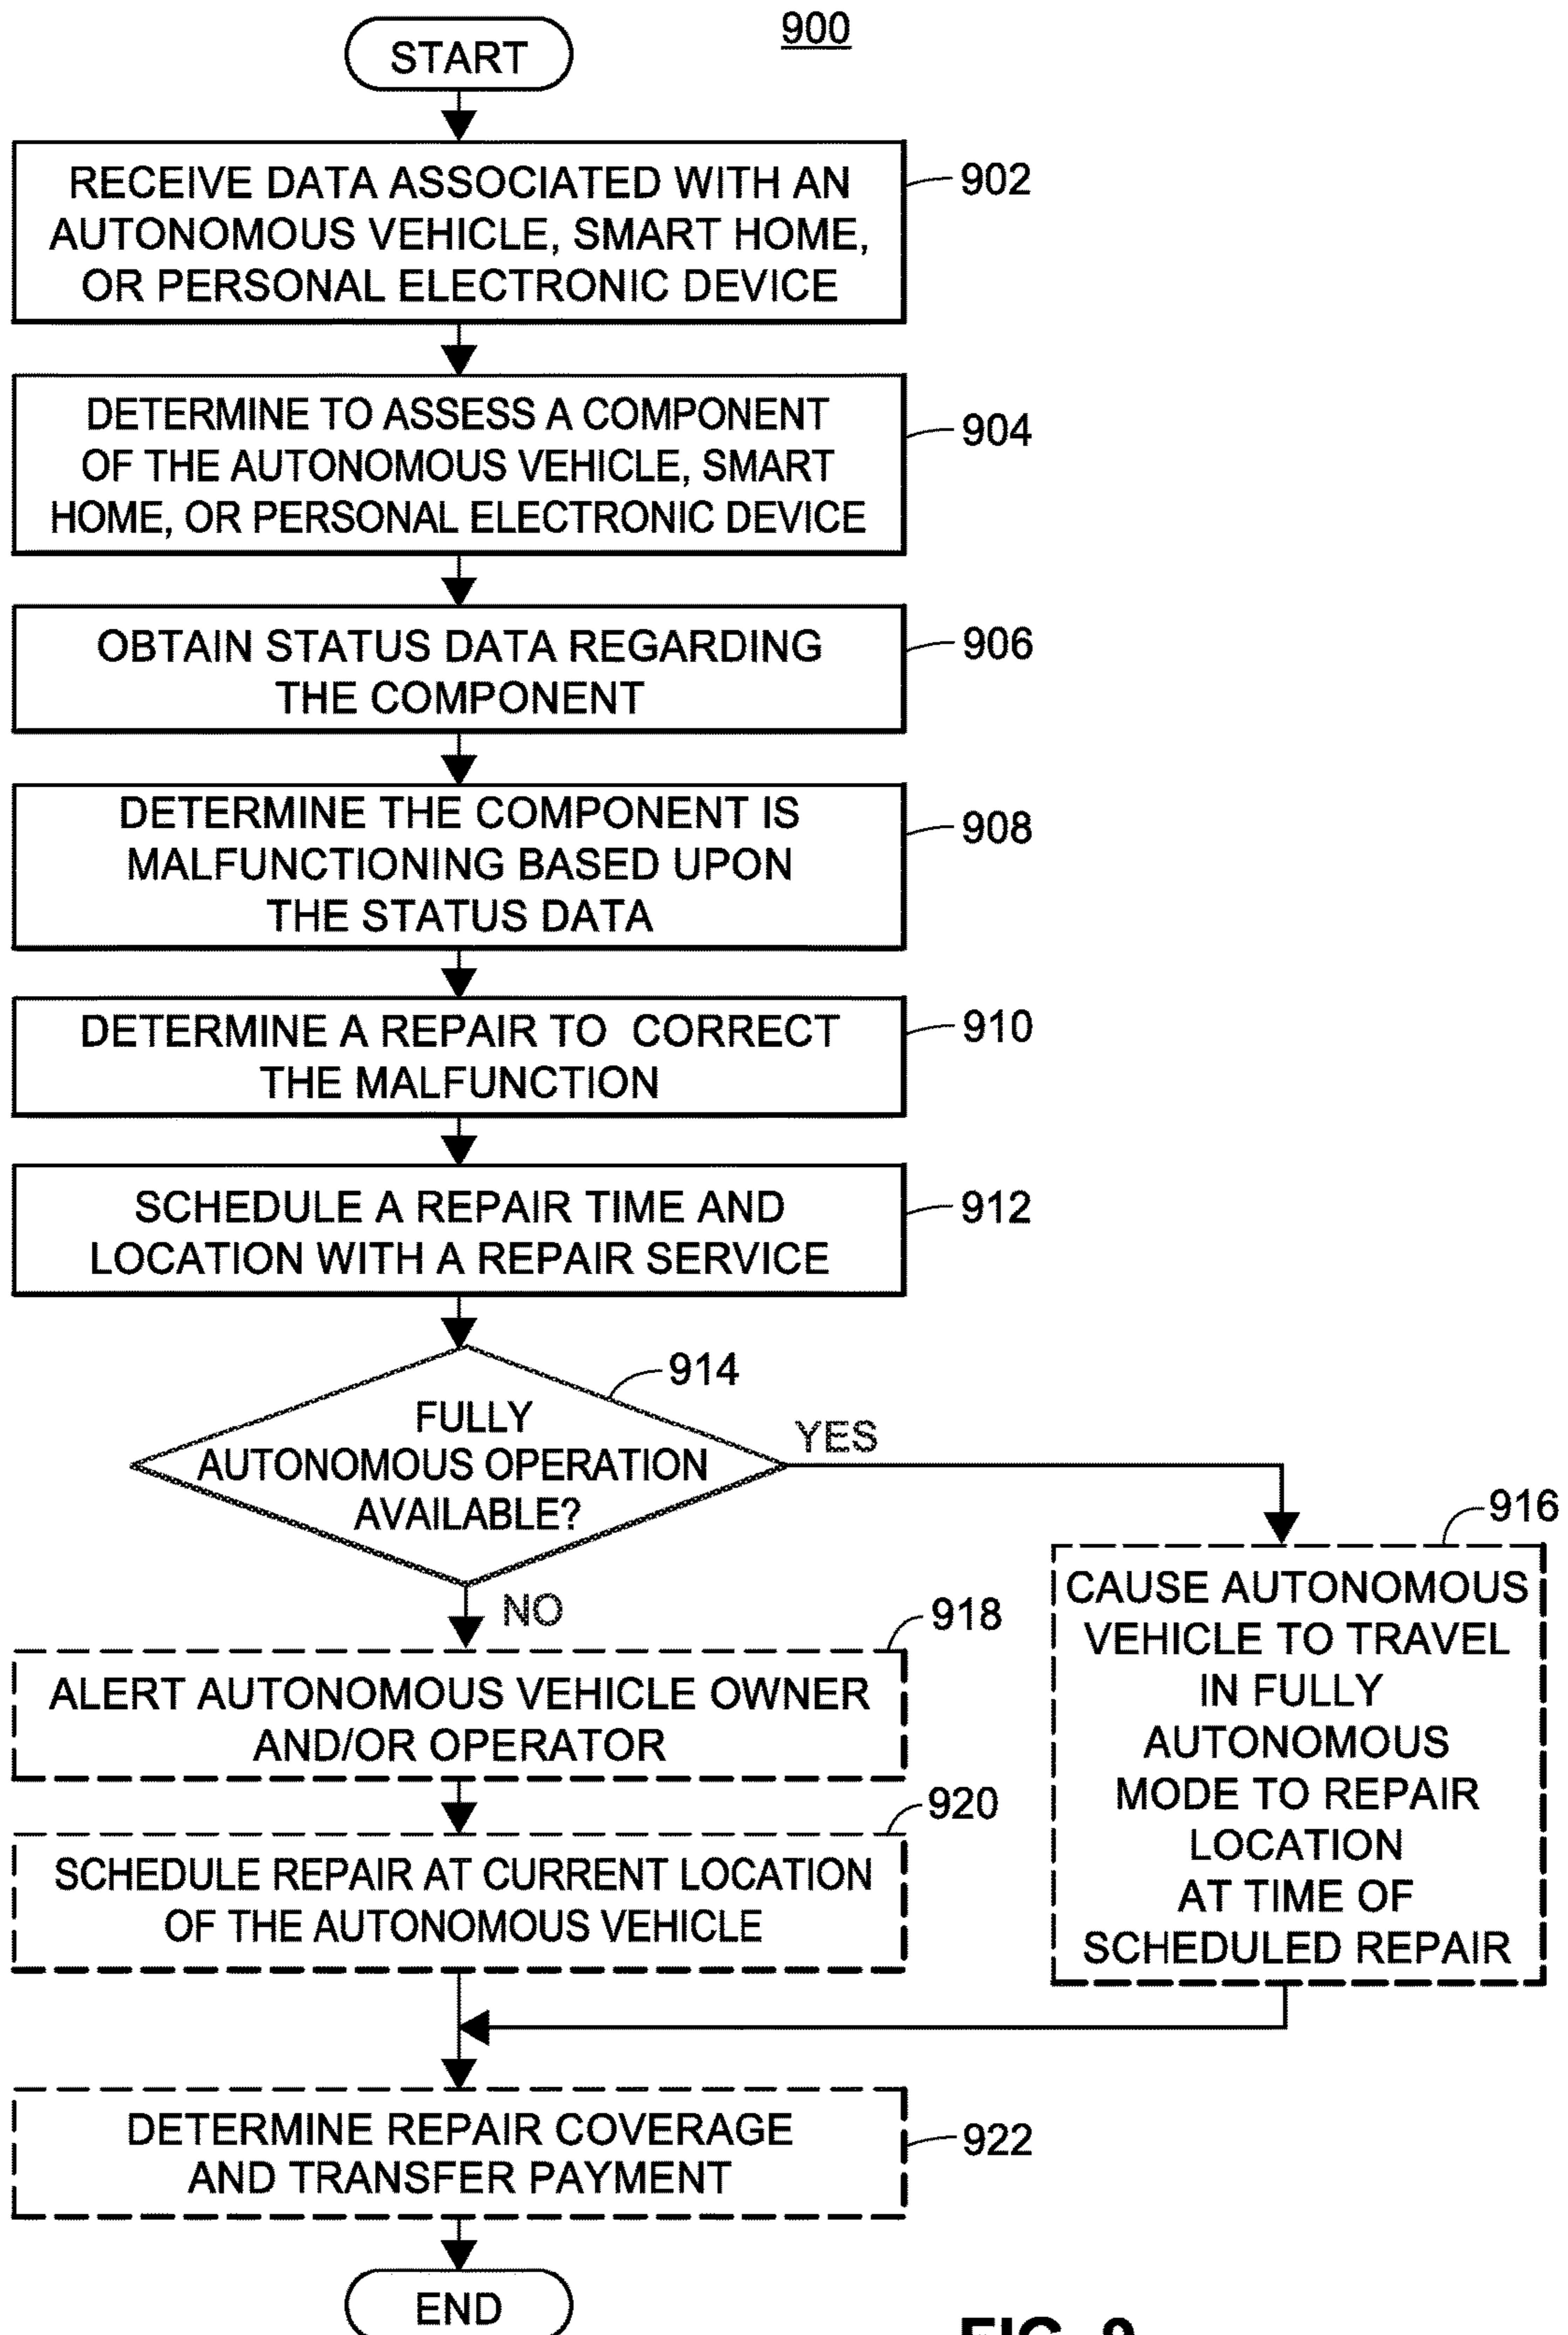 900
START
RECEIVE DATA ASSOCIATED WITH AN
AUTONOMOUS VEHICLE, SMART HOME,
OR PERSONAL ELECTRONIC DEVICE
902
DETERMINE TO ASSESS A COMPONENT
OF THE AUTONOMOUS VEHICLE, SMART
HOME, OR PERSONAL ELECTRONIC DEVICE
904
OBTAIN STATUS DATA REGARDING
THE COMPONENT
906
DETERMINE THE COMPONENT IS
MALFUNCTIONING BASED UPON
THE STATUS DATA
908
DETERMINE A REPAIR TO CORRECT
THE MALFUNCTION
910
SCHEDULE A REPAIR TIME AND
LOCATION WITH A REPAIR SERVICE
912
914
FULLY
AUTONOMOUS OPERATION
AVAILABLE?
YES
NO
916
CAUSE AUTONOMOUS
VEHICLE TO TRAVEL
IN FULLY
AUTONOMOUS
MODE TO REPAIR
LOCATION
AT TIME OF
SCHEDULED REPAIR
918
ALERT AUTONOMOUS VEHICLE OWNER
AND/OR OPERATOR
920
SCHEDULE REPAIR AT CURRENT LOCATION
OF THE AUTONOMOUS VEHICLE
DETERMINE REPAIR COVERAGE
AND TRANSFER PAYMENT
922
END
FIG. 9